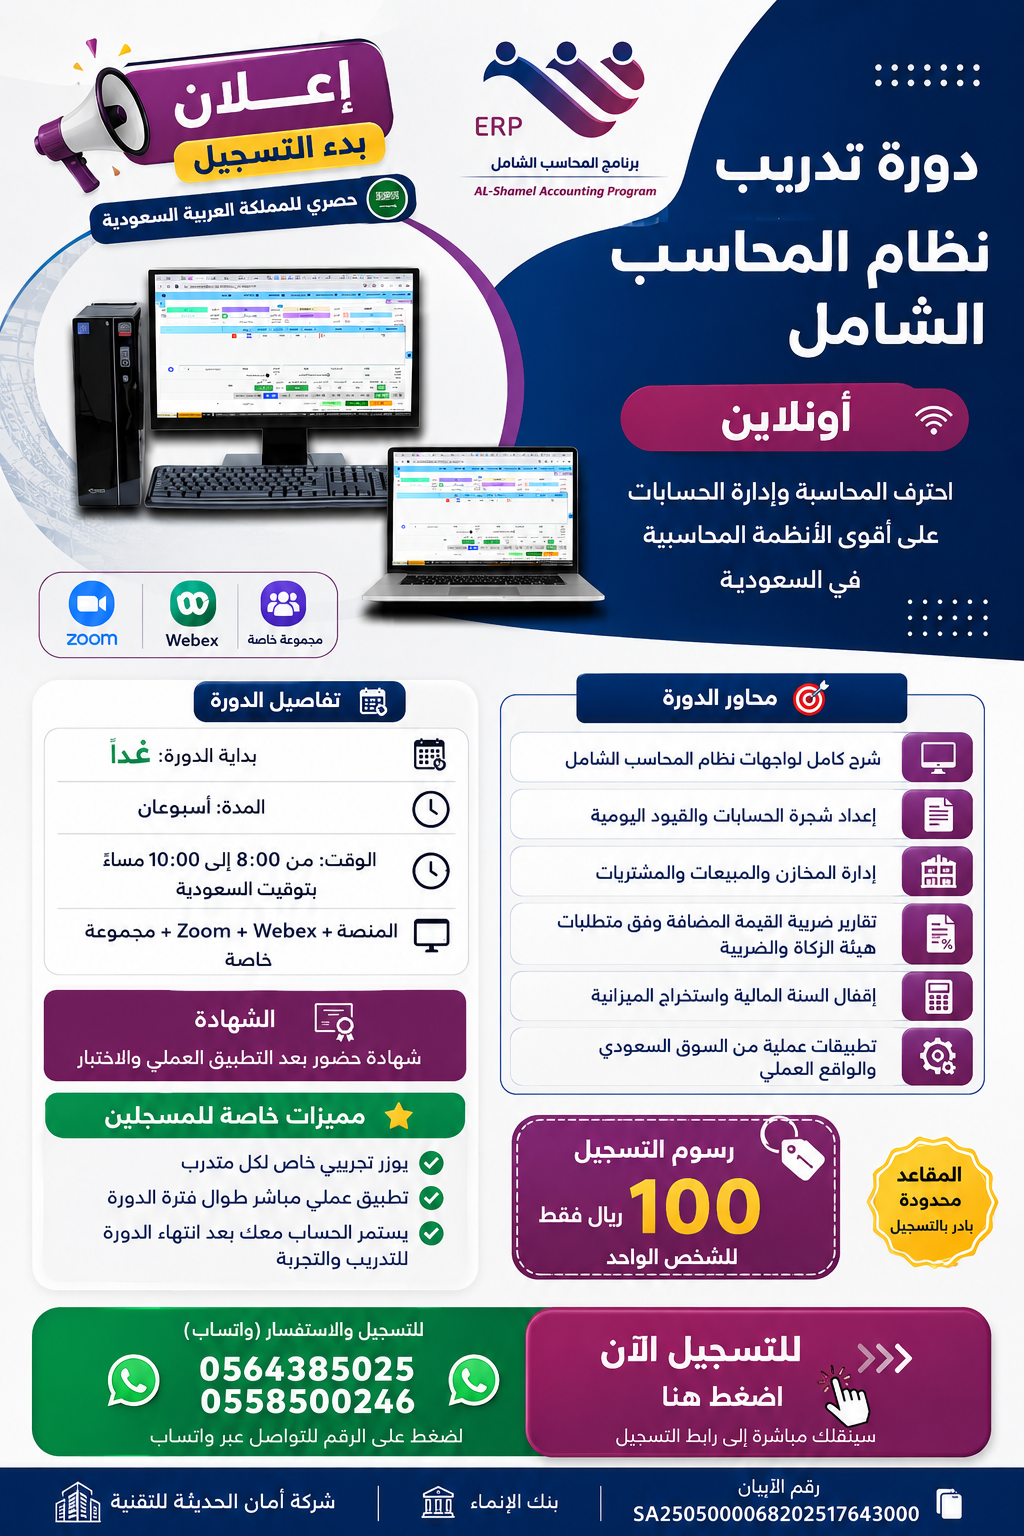 إعـــلان
بدء التسجيل
حصري للمملكة العربية السعودية
ERP
برنامج المحاسب الشامل
AL-Shamel Accounting Program
دورة تدريب
نظام المحاسب
الشامل
أونلاين
احترف المحاسبة وإدارة الحسابات
على أقوى الأنظمة المحاسبية
في السعودية
zoom
Webex
مجموعة خاصة
محاور الدورة
شرح كامل لواجهات نظام المحاسب الشامل
إعداد شجرة الحسابات والقيود اليومية
إدارة المخازن والمبيعات والمشتريات
تقارير ضريبة القيمة المضافة وفق متطلبات
هيئة الزكاة والضريبة
إقفال السنة المالية واستخراج الميزانية
تطبيقات عملية من السوق السعودي
والواقع العملي
تفاصيل الدورة
بداية الدورة: غداً
المدة: أسبوعان
الوقت: من 8:00 إلى 10:00 مساءً
بتوقيت السعودية
المنصة + Zoom + Webex + مجموعة
خاصة
الشهادة
شهادة حضور بعد التطبيق العملي والاختبار
مميزات خاصة للمسجلين
يوزر تجريبي خاص لكل متدرب
تطبيق عملي مباشر طوال فترة الدورة
يستمر الحساب معك بعد انتهاء الدورة
للتدريب والتجربة
رسوم التسجيل
100 ريال فقط
للشخص الواحد
المقاعد
محدودة
بادر بالتسجيل
للتسجيل الآن
اضغط هنا
سينقلك مباشرة إلى رابط التسجيل
للتسجيل والاستفسار (واتساب)
0564385025
0558500246
لضغط على الرقم للتواصل عبر واتساب
رقم الآيبان
SA2505000068202517643000
بنك الإنماء
شركة أمان الحديثة للتقنية